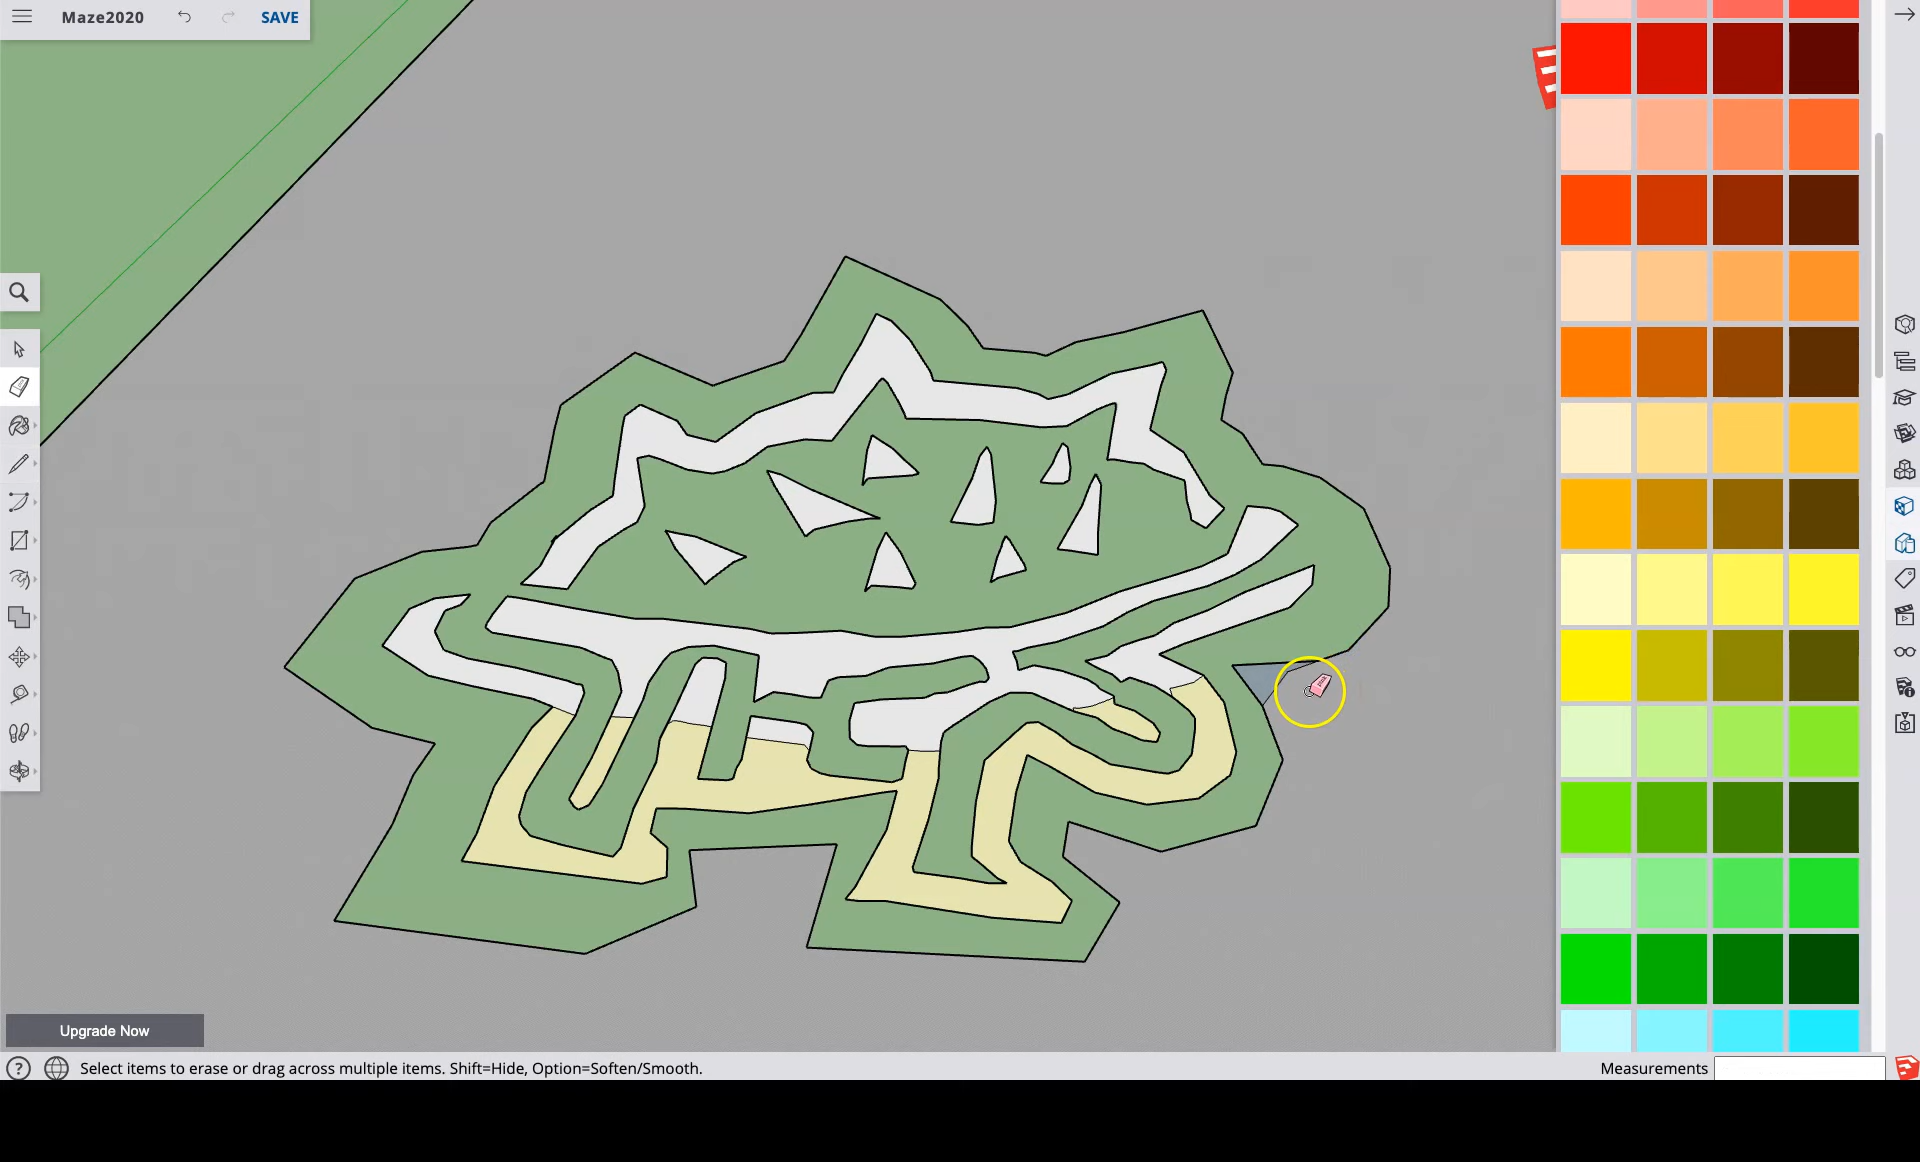 Maze2020
SAVE
Upgrade Now
?
Select items to erase or drag across multiple items. Shift=Hide, Option=Soften/Smooth.
Measurements